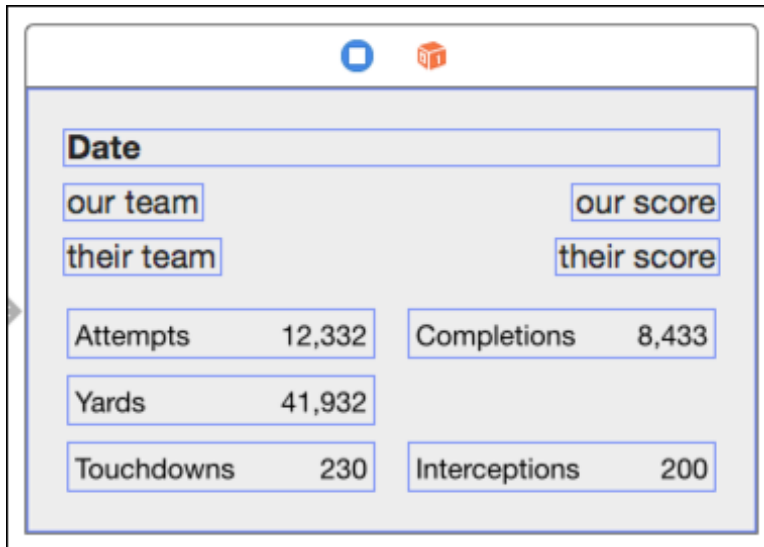 Date
our team our score
their team their score
Attempts 12,332 Completions 8,433
Yards 41,932
Touchdowns 230 Interceptions 200